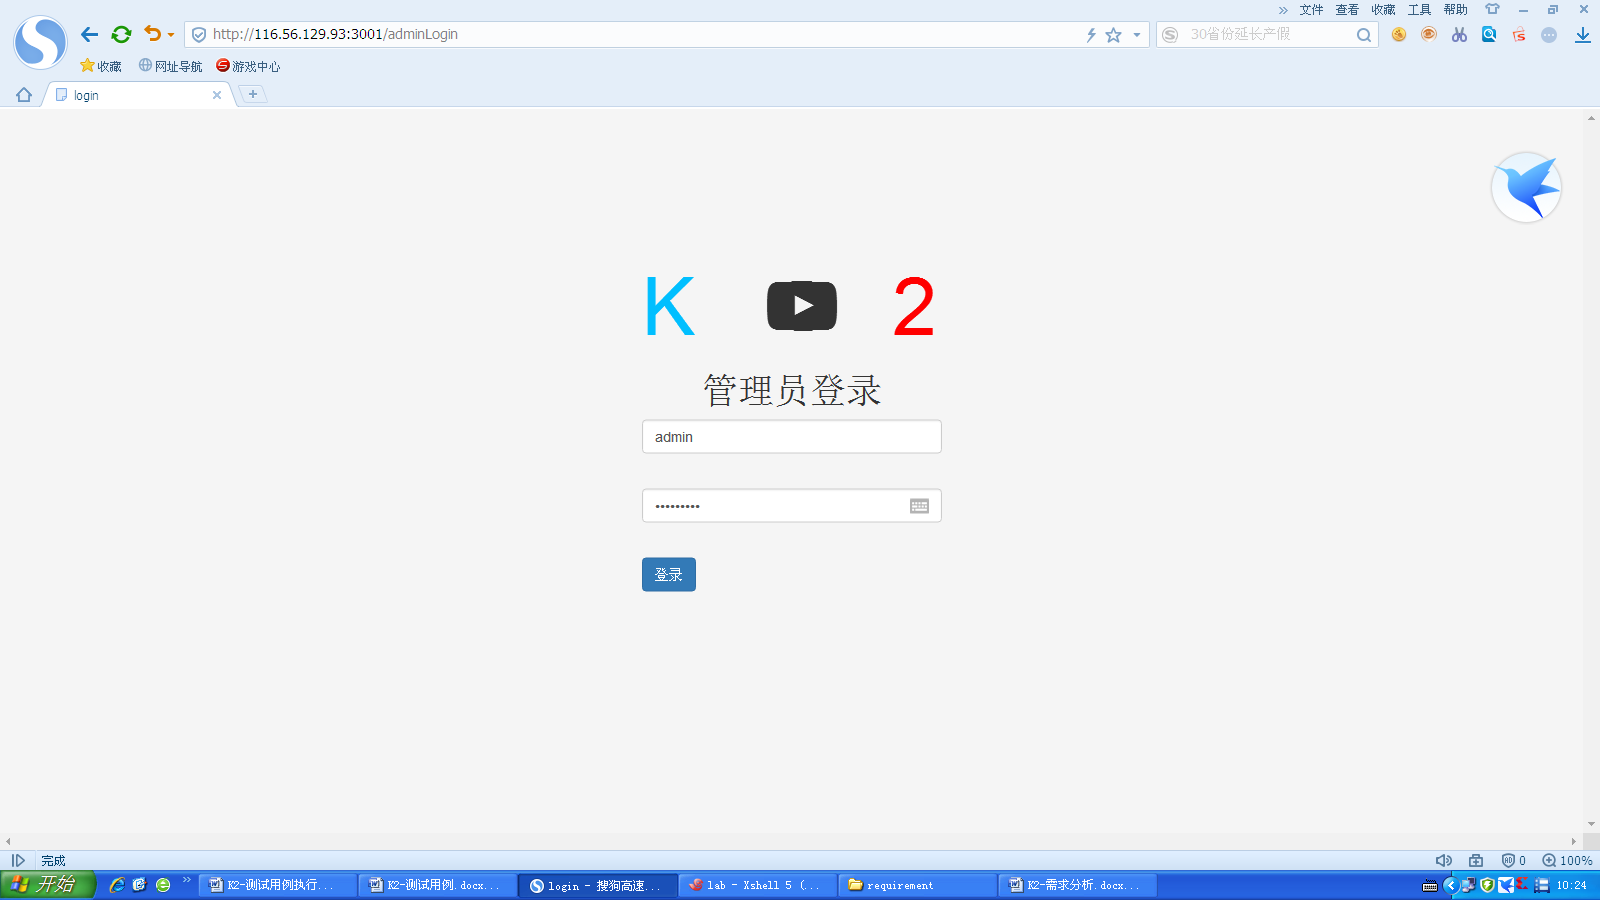 » 文件 查看 收藏 工具 帮助
http://116.56.129.93:3001/adminLogin
30省份延长产假
收藏 网址导航 游戏中心
login
K 2
管理员登录
admin
•••••••••
登录
完成
0 100%
开始 » K2-测试用例执行... K2-测试用例.docx... login - 搜狗高速... lab - Xshell 5 (... requirement K2-需求分析.docx... 10:24